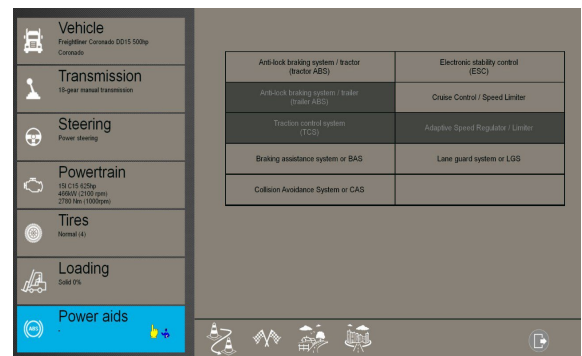 Vehicle
Freightliner Coronado DD15 500hp
Coronado
Transmission
18-gear manual transmission
Steering
Power steering
Powertrain
15l C15 625hp
466kW (2100 rpm)
2780 Nm (1000rpm)
Tires
Normal (4)
Loading
Solid 0%
Power aids
-
ABS
Anti-lock braking system / tractor
(tractor ABS)
Electronic stability control
(ESC)
Anti-lock braking system / trailer
(trailer ABS)
Cruise Control / Speed Limiter
Traction control system
(TCS)
Adaptive Speed Regulator / Limiter
Braking assistance system or BAS
Lane guard system or LGS
Collision Avoidance System or CAS